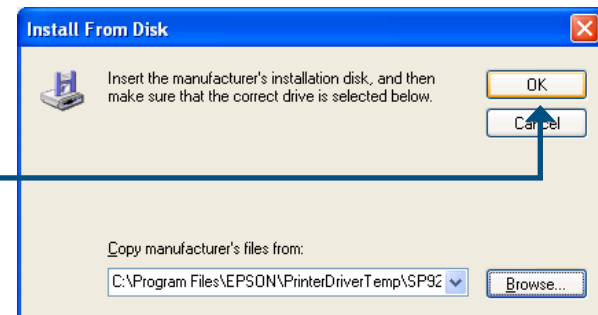 Install From Disk
Insert the manufacturer's installation disk, and then
make sure that the correct drive is selected below.
OK
Cancel
Copy manufacturer's files from:
C:\Program Files\EPSON\PrinterDriverTemp\SP92
Browse...